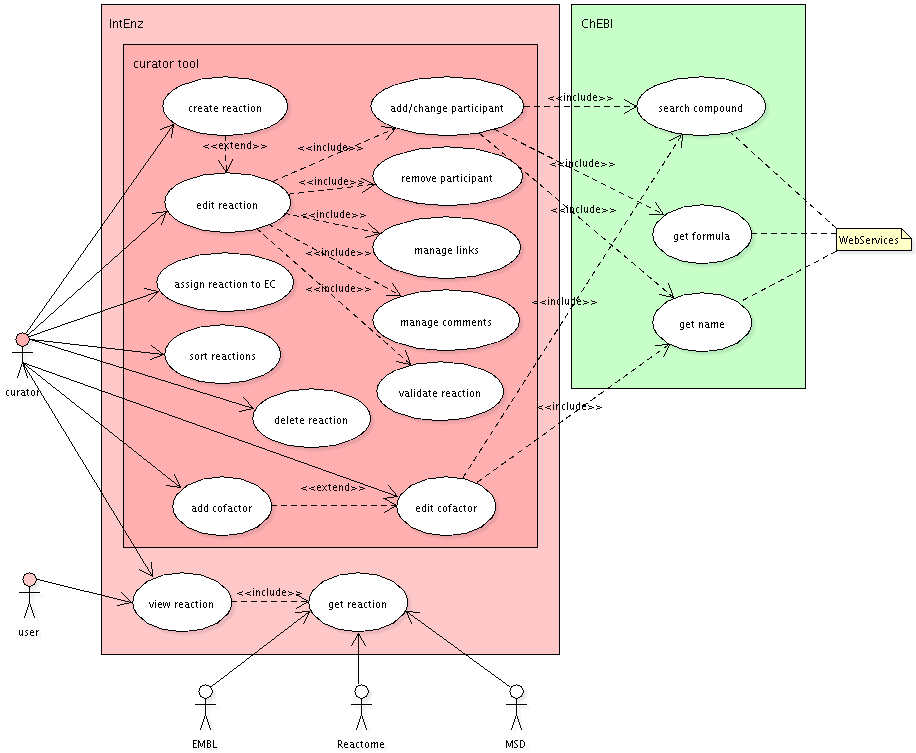 IntEnz
ChEBI
curator tool
create reaction
add/change participant
<<include>>
search compound
<<extend>>
<<include>>
<<include>>
edit reaction
<<include>>
remove participant
<<include>>
<<include>>
get formula
WebServices
<<include>>
manage links
assign reaction to EC
<<include>>
<<include>>
manage comments
get name
sort reactions
curator
validate reaction
<<include>>
delete reaction
<<extend>>
add cofactor
edit cofactor
<<include>>
view reaction
get reaction
user
EMBL
Reactome
MSD